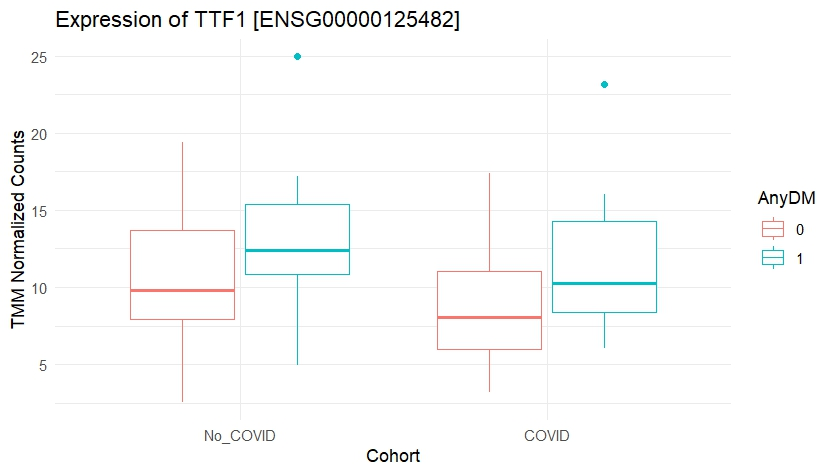 Expression of TTF1 [ENSG00000125482]
TMM Normalized Counts
25
20
15
10
5
No_COVID
COVID
Cohort
AnyDM
0
1